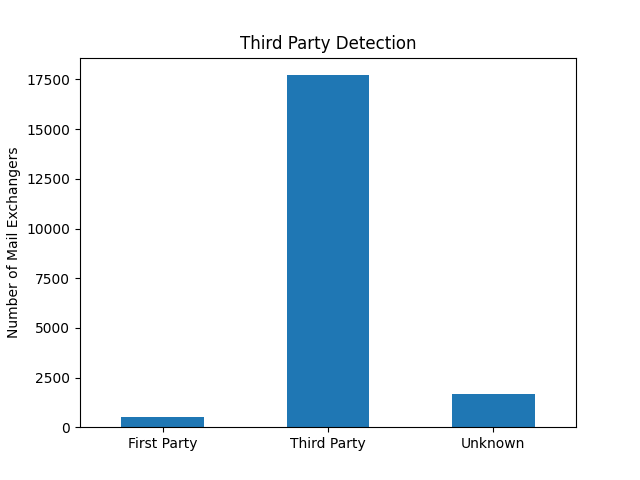 Third Party Detection
Number of Mail Exchangers
17500
15000
12500
10000
7500
5000
2500
0
First Party
Third Party
Unknown